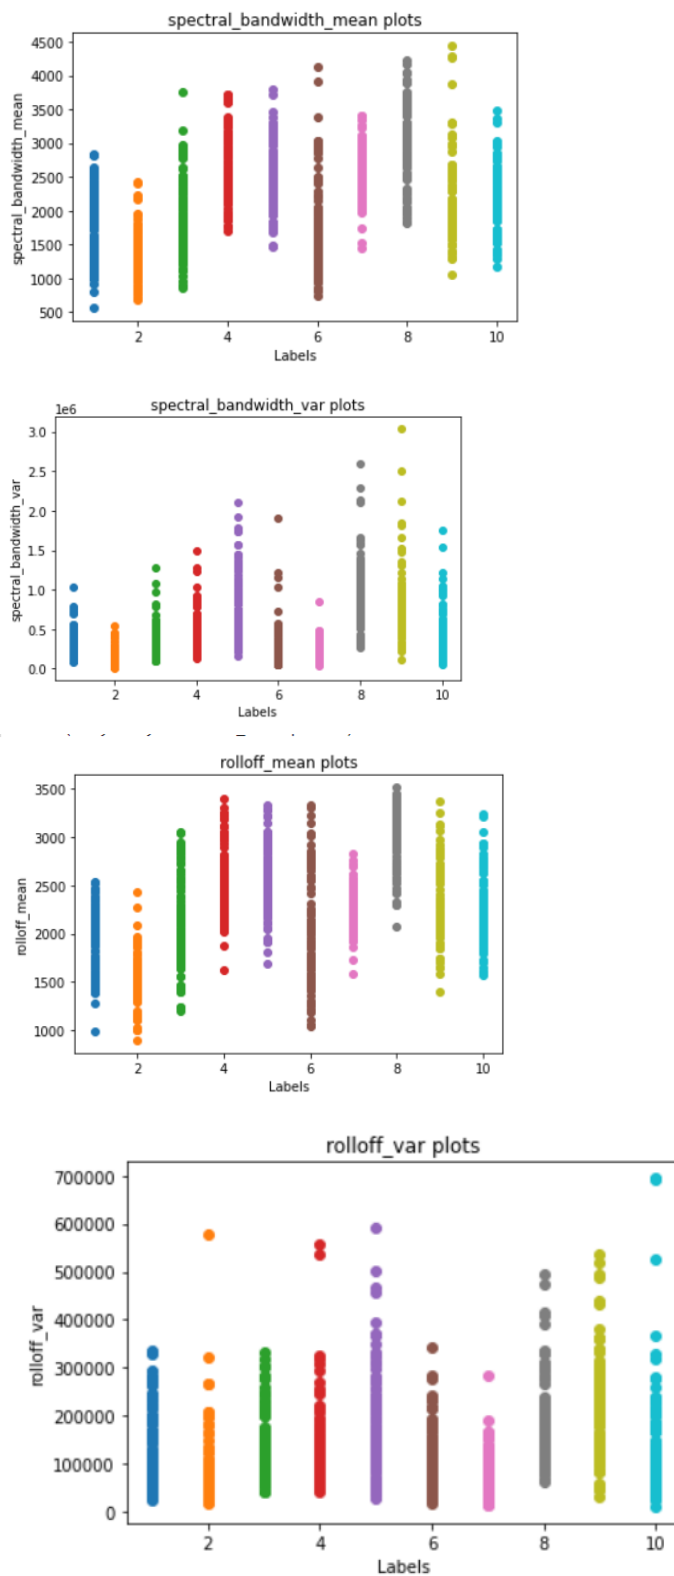 spectral_bandwidth_mean plots
4500
4000
3500
3000
2500
2000
1500
1000
500
spectral_bandwidth_mean
2 4 6 8 10
Labels
spectral_bandwidth_var plots
1e6
3.0
2.5
2.0
1.5
1.0
0.5
0.0
spectral_bandwidth_var
2 4 6 8 10
Labels
rolloff_mean plots
3500
3000
2500
2000
1500
1000
rolloff_mean
2 4 6 8 10
Labels
rolloff_var plots
700000
600000
500000
400000
300000
200000
100000
0
rolloff_var
2 4 6 8 10
Labels